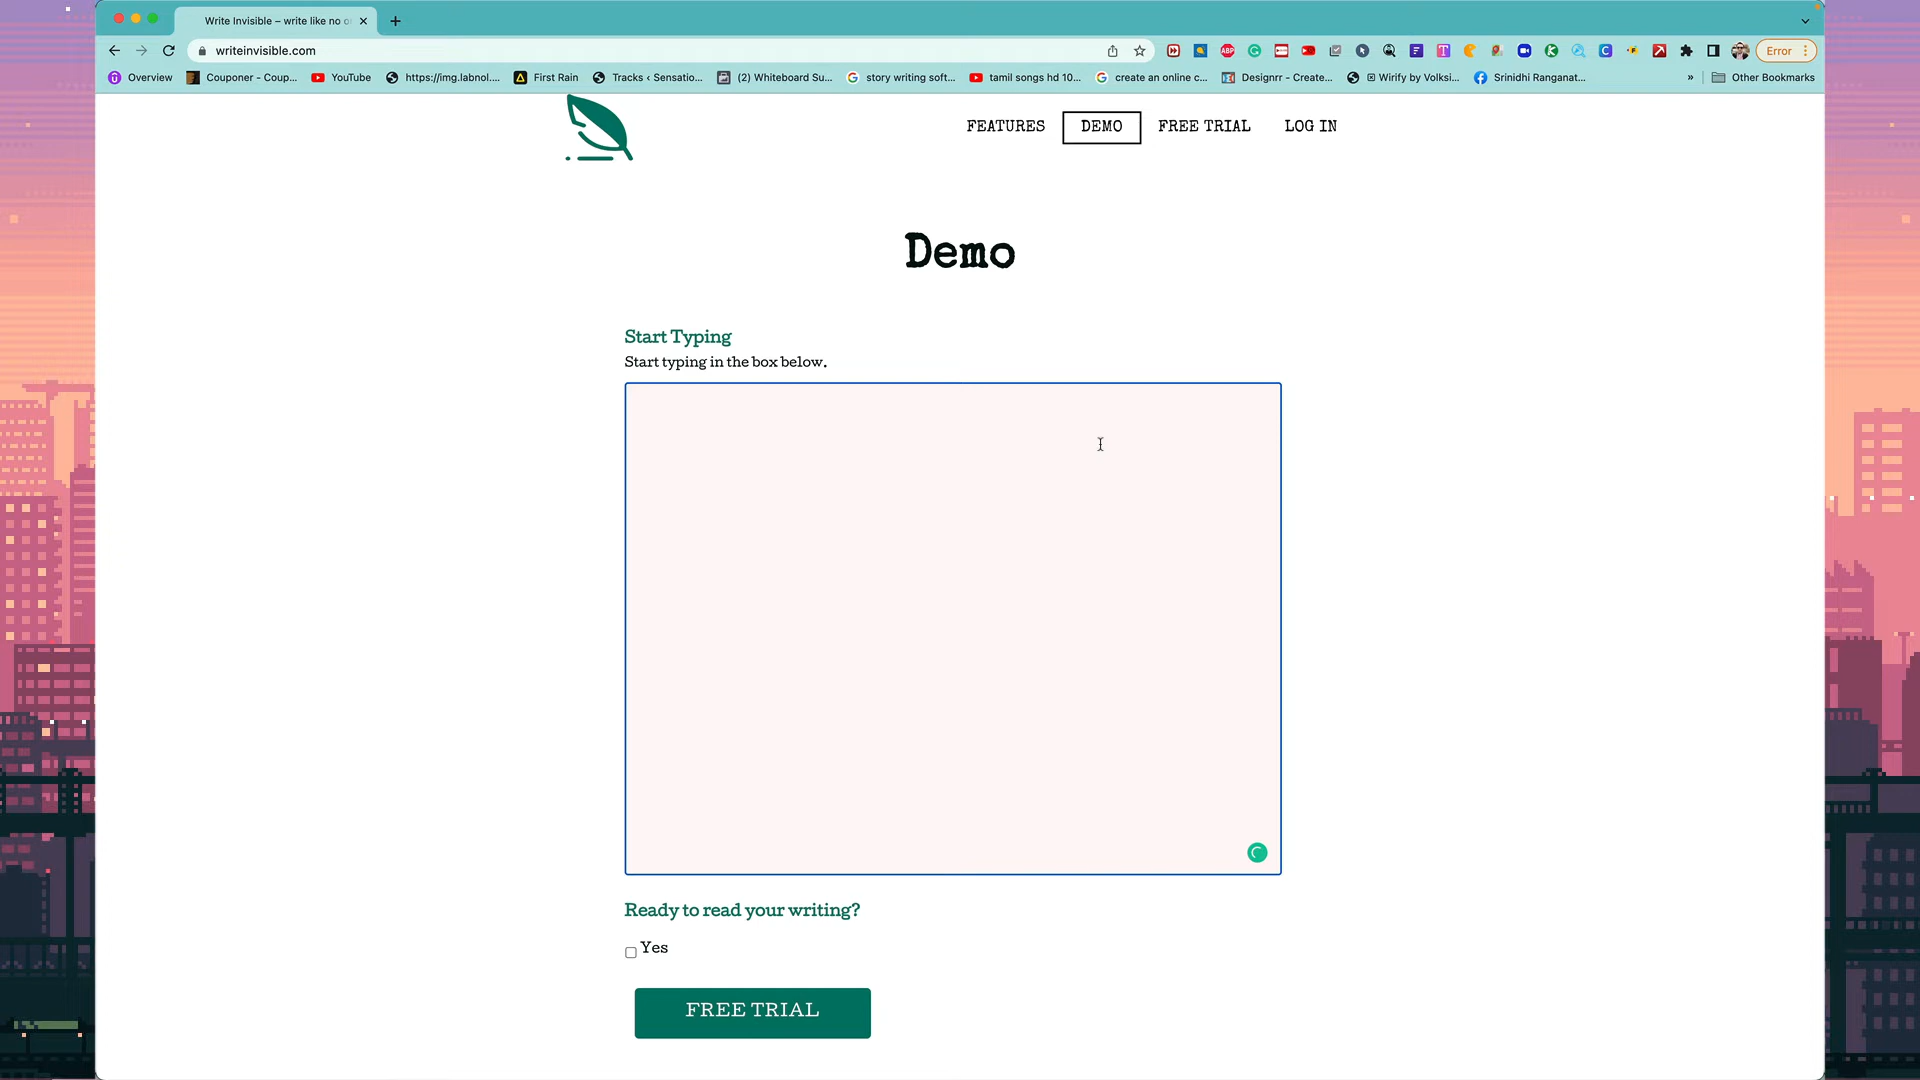 Write Invisible – write like no o
writeinvisible.com
Error
Overview
Couponer - Coup...
YouTube
https://img.labnol....
First Rain
Tracks ‹ Sensatio...
(2) Whiteboard Su...
story writing soft...
tamil songs hd 10...
create an online c...
Designrr - Create...
Wirify by Volksi...
Srinidhi Ranganat...
»
Other Bookmarks
FEATURES
DEMO
FREE TRIAL
LOG IN
Demo
Start Typing
Start typing in the box below.
Ready to read your writing?
Yes
FREE TRIAL